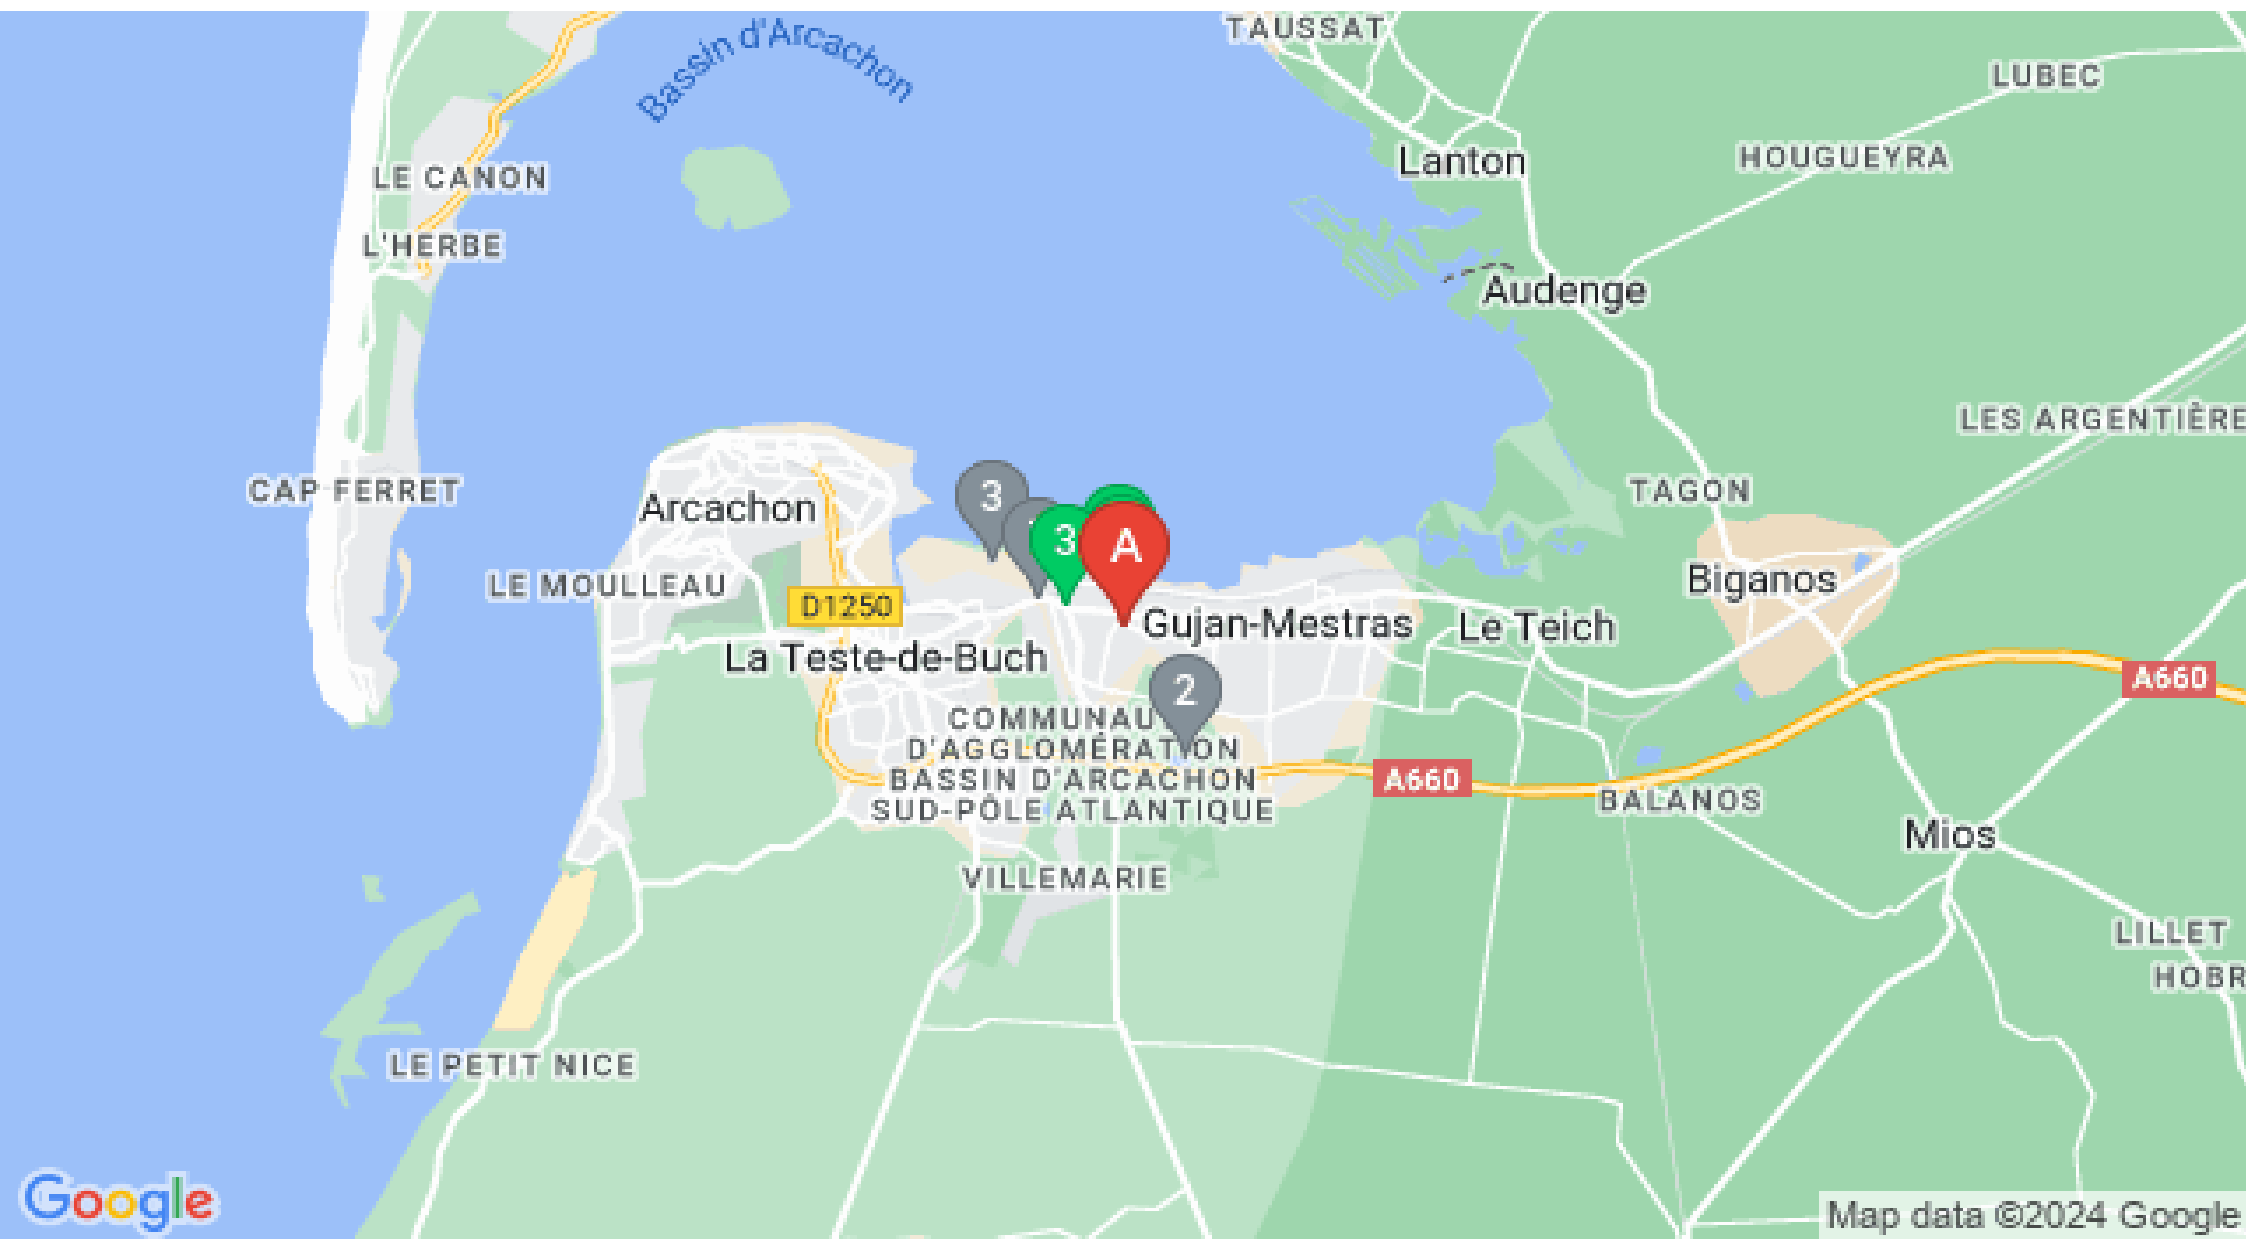 Bassin d'Arcachon
TAUSSAT
LUBEC
HOUGUEYRA
Lanton
LE CANON
L'HERBE
Audenge
LES ARGENTIÈRE
CAP-FERRET
TAGON
3
Arcachon
3
A
LE MOULLEAU
D1250
Biganos
Gujan-Mestras
Le Teich
La Teste-de-Buch
2
A660
COMMUNAU
D'AGGLOMÉRATION
BASSIN D'ARCACHON
SUD-PÔLE ATLANTIQUE
A660
BALANOS
Mios
VILLEMARIE
LILLET
HOBR
LE PETIT NICE
Google
Map data ©2024 Google